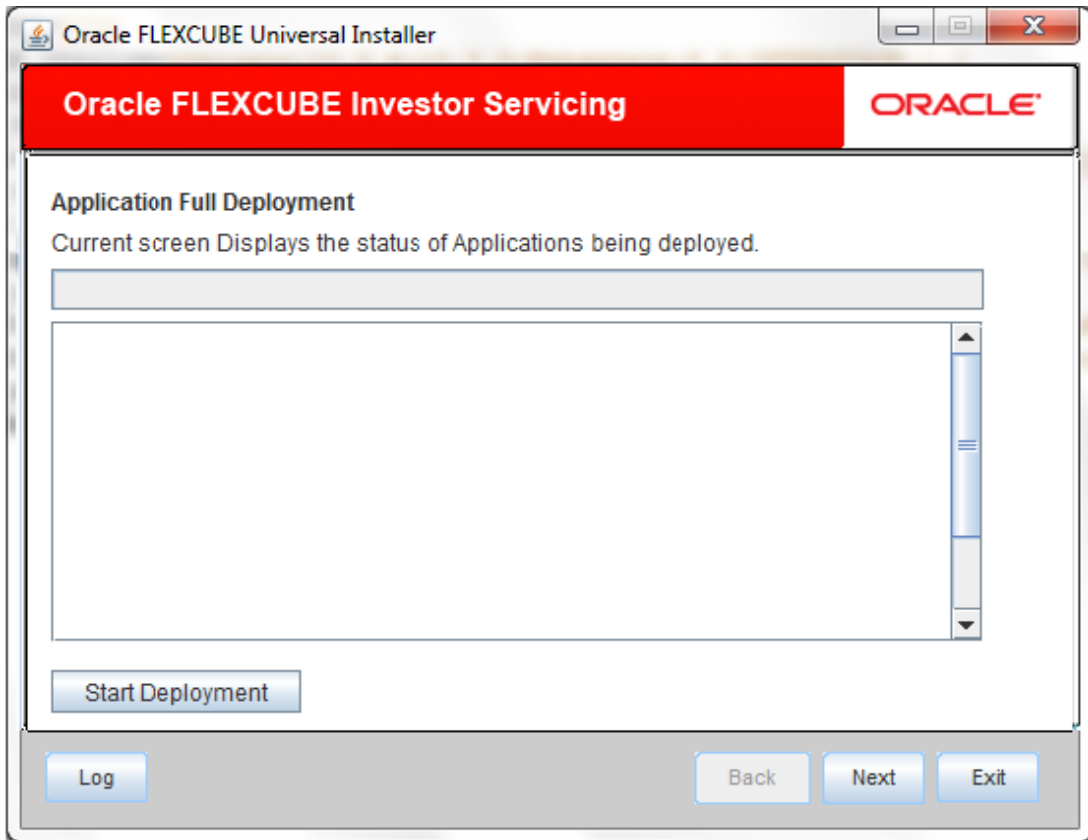 Oracle FLEXCUBE Universal Installer
Oracle FLEXCUBE Investor Servicing
ORACLE
Application Full Deployment
Current screen Displays the status of Applications being deployed.
Start Deployment
Log
Back
Next
Exit